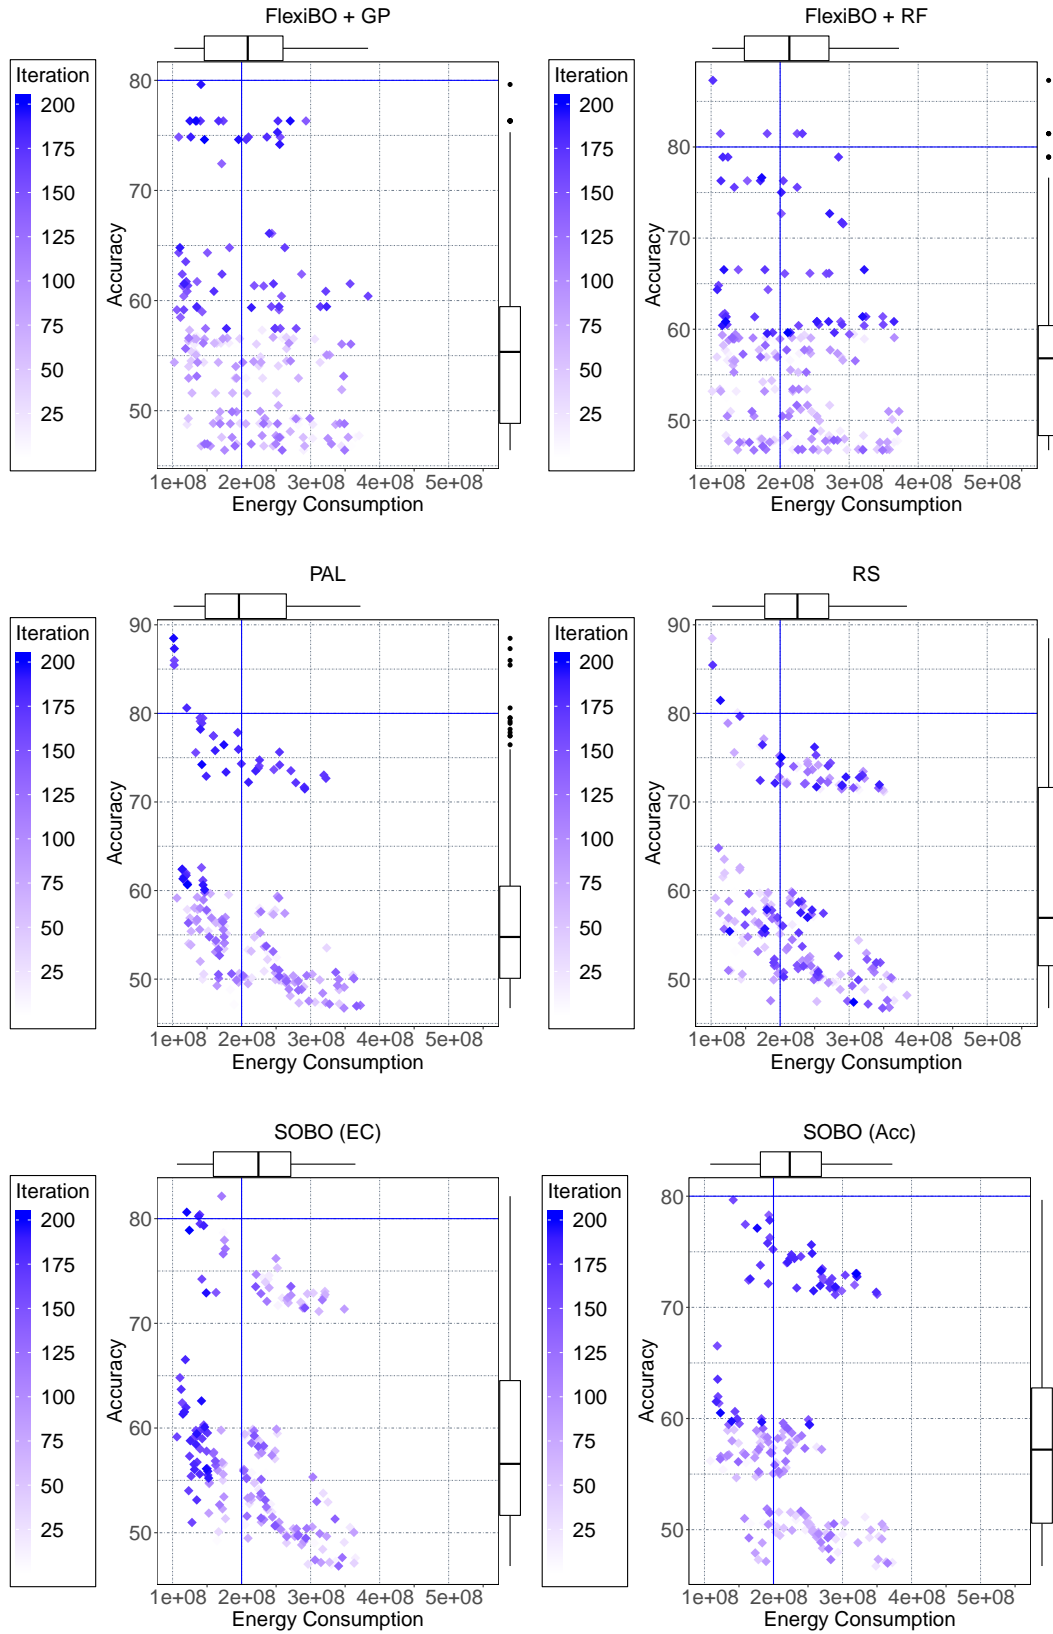 FlexiBO + GP
Iteration
200
175
150
125
100
75
50
25
Accuracy
80
70
60
50
1e+08 2e+08 3e+08 4e+08 5e+08
Energy Consumption
FlexiBO + RF
Iteration
200
175
150
125
100
75
50
25
Accuracy
80
70
60
50
1e+08 2e+08 3e+08 4e+08 5e+08
Energy Consumption
PAL
Iteration
200
175
150
125
100
75
50
25
Accuracy
90
80
70
60
50
1e+08 2e+08 3e+08 4e+08 5e+08
Energy Consumption
RS
Iteration
200
175
150
125
100
75
50
25
Accuracy
90
80
70
60
50
1e+08 2e+08 3e+08 4e+08 5e+08
Energy Consumption
SOBO (EC)
Iteration
200
175
150
125
100
75
50
25
Accuracy
80
70
60
50
1e+08 2e+08 3e+08 4e+08 5e+08
Energy Consumption
SOBO (Acc)
Iteration
200
175
150
125
100
75
50
25
Accuracy
80
70
60
50
1e+08 2e+08 3e+08 4e+08 5e+08
Energy Consumption